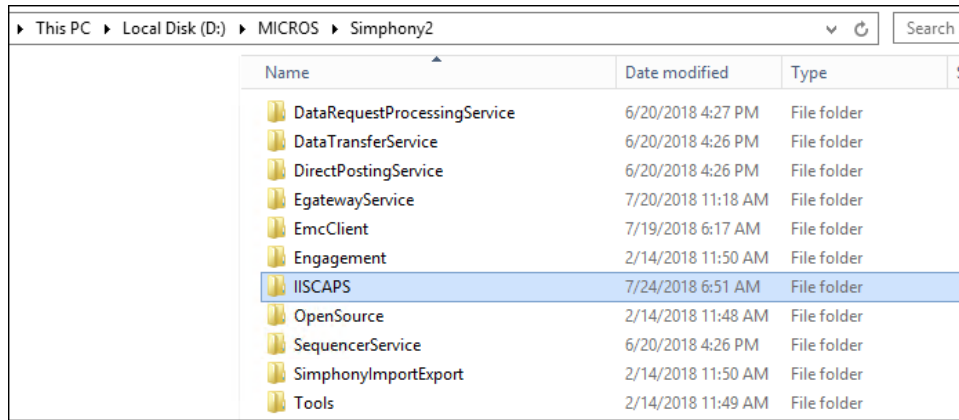 This PC Local Disk (D:) MICROS Simphony2 Search
Name Date modified Type
DataRequestProcessingService 6/20/2018 4:27 PM File folder
DataTransferService 6/20/2018 4:26 PM File folder
DirectPostingService 6/20/2018 4:26 PM File folder
EgatewayService 7/20/2018 11:18 AM File folder
EmcClient 7/19/2018 6:17 AM File folder
Engagement 2/14/2018 11:50 AM File folder
IISCAPS 7/24/2018 6:51 AM File folder
OpenSource 2/14/2018 11:48 AM File folder
SequencerService 6/20/2018 4:26 PM File folder
SimphonyImportExport 2/14/2018 11:50 AM File folder
Tools 2/14/2018 11:49 AM File folder